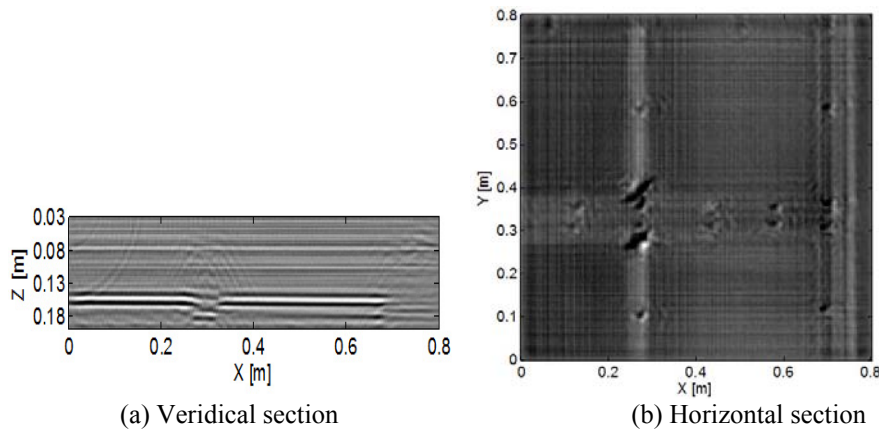 0.03
0.08
0.13
0.18
Z [m]
0 0.2 0.4 0.6 0.8
X [m]
(a) Veridical section
0.8
0.7
0.6
0.5
0.4
0.3
0.2
0.1
0
Y [m]
0 0.2 0.4 0.6 0.8
X [m]
(b) Horizontal section